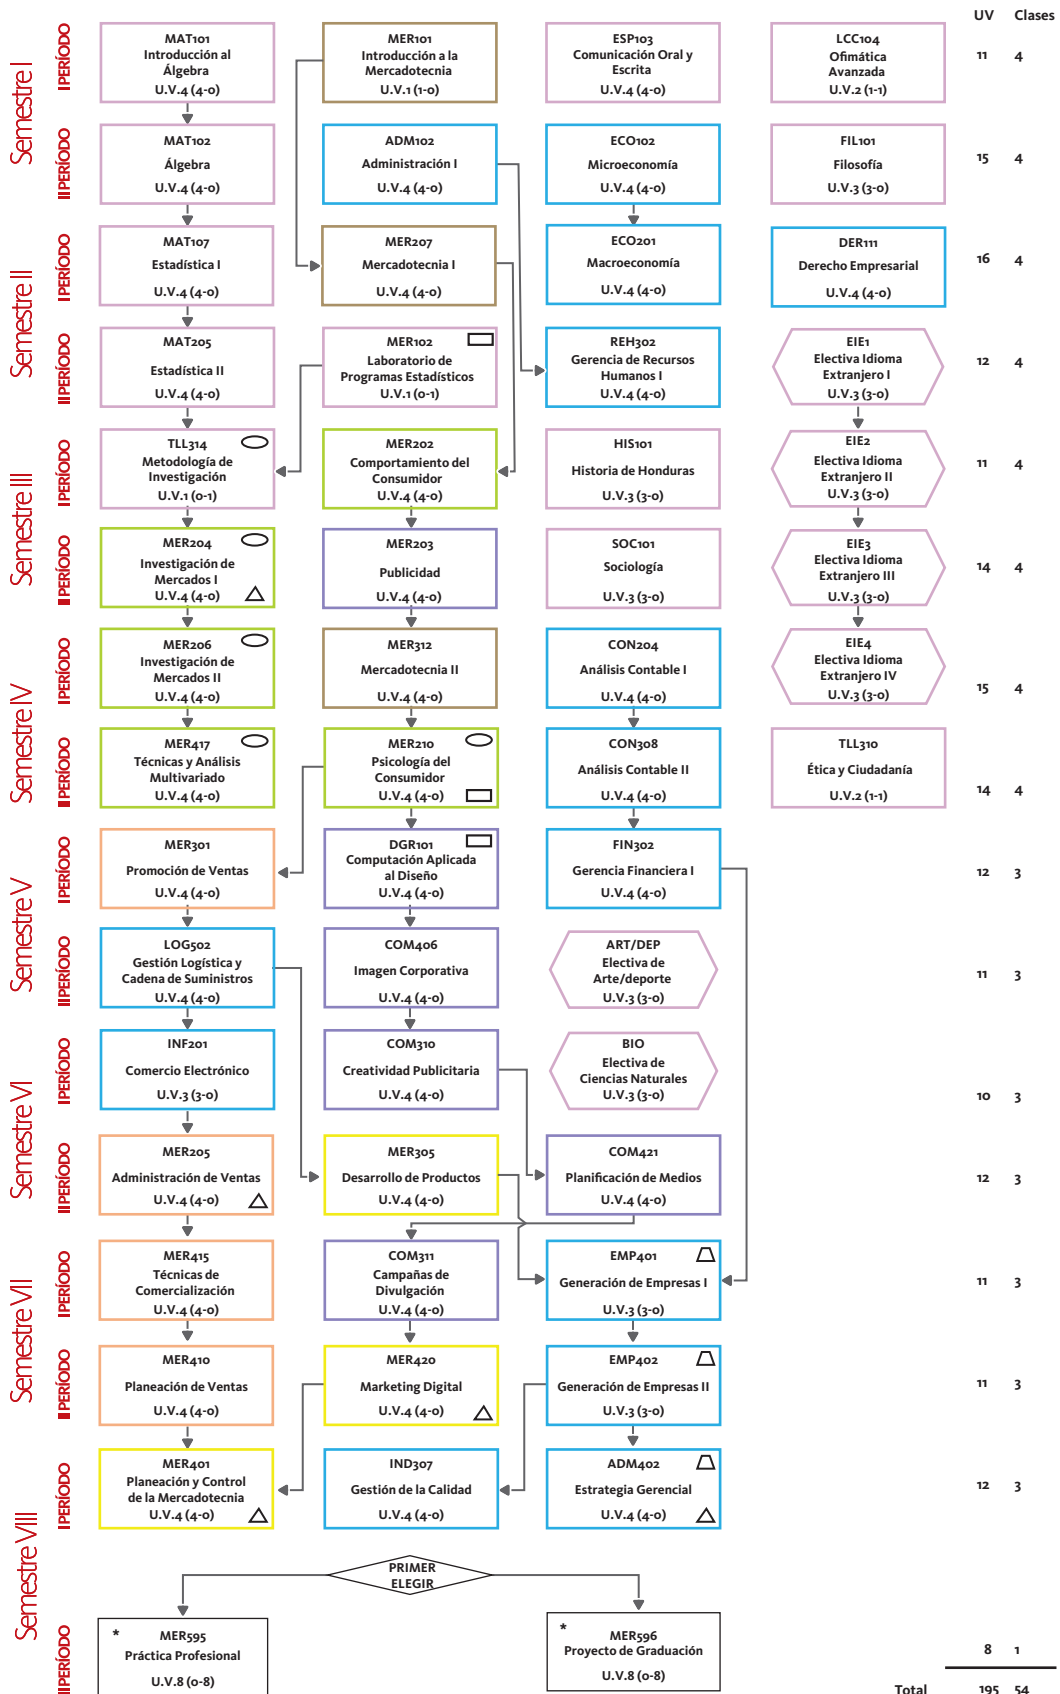 UV Clases
Semestre I
I PERÍODO
MAT101
Introducción al
Álgebra
U.V.4 (4-0)
MER101
Introducción a la
Mercadotecnia
U.V.1 (1-0)
ESP103
Comunicación Oral y
Escrita
U.V.4 (4-0)
LCC104
Ofimática
Avanzada
U.V.2 (1-1)
11 4
II PERÍODO
MAT102
Álgebra
U.V.4 (4-0)
ADM102
Administración I
U.V.4 (4-0)
ECO102
Microeconomía
U.V.4 (4-0)
FIL101
Filosofía
U.V.3 (3-0)
15 4
Semestre II
I PERÍODO
MAT107
Estadística I
U.V.4 (4-0)
MER207
Mercadotecnia I
U.V.4 (4-0)
ECO201
Macroeconomía
U.V.4 (4-0)
DER111
Derecho Empresarial
U.V.4 (4-0)
16 4
II PERÍODO
MAT205
Estadística II
U.V.4 (4-0)
MER102
Laboratorio de
Programas Estadísticos
U.V.1 (0-1)
REH302
Gerencia de Recursos
Humanos I
U.V.4 (4-0)
EIE1
Electiva Idioma
Extranjero I
U.V.3 (3-0)
12 4
Semestre III
I PERÍODO
TLL314
Metodología de
Investigación
U.V.1 (0-1)
MER202
Comportamiento del
Consumidor
U.V.4 (4-0)
HIS101
Historia de Honduras
U.V.3 (3-0)
EIE2
Electiva Idioma
Extranjero II
U.V.3 (3-0)
11 4
II PERÍODO
MER204
Investigación de
Mercados I
U.V.4 (4-0)
MER203
Publicidad
U.V.4 (4-0)
SOC101
Sociología
U.V.3 (3-0)
EIE3
Electiva Idioma
Extranjero III
U.V.3 (3-0)
14 4
Semestre IV
I PERÍODO
MER206
Investigación de
Mercados II
U.V.4 (4-0)
MER312
Mercadotecnia II
U.V.4 (4-0)
CON204
Análisis Contable I
U.V.4 (4-0)
EIE4
Electiva Idioma
Extranjero IV
U.V.3 (3-0)
15 4
II PERÍODO
MER417
Técnicas y Análisis
Multivariado
U.V.4 (4-0)
MER210
Psicología del
Consumidor
U.V.4 (4-0)
CON308
Análisis Contable II
U.V.4 (4-0)
TLL310
Ética y Ciudadanía
U.V.2 (1-1)
14 4
Semestre V
I PERÍODO
MER301
Promoción de Ventas
U.V.4 (4-0)
DGR101
Computación Aplicada
al Diseño
U.V.4 (4-0)
FIN302
Gerencia Financiera I
U.V.4 (4-0)
12 3
II PERÍODO
LOG502
Gestión Logística y
Cadena de Suministros
U.V.4 (4-0)
COM406
Imagen Corporativa
U.V.4 (4-0)
ART/DEP
Electiva de
Arte/deporte
U.V.3 (3-0)
11 3
Semestre VI
I PERÍODO
INF201
Comercio Electrónico
U.V.3 (3-0)
COM310
Creatividad Publicitaria
U.V.4 (4-0)
BIO
Electiva de
Ciencias Naturales
U.V.3 (3-0)
10 3
II PERÍODO
MER205
Administración de Ventas
U.V.4 (4-0)
MER305
Desarrollo de Productos
U.V.4 (4-0)
COM421
Planificación de Medios
U.V.4 (4-0)
12 3
Semestre VII
I PERÍODO
MER415
Técnicas de
Comercialización
U.V.4 (4-0)
COM311
Campañas de
Divulgación
U.V.4 (4-0)
EMP401
Generación de Empresas I
U.V.3 (3-0)
11 3
II PERÍODO
MER410
Planeación de Ventas
U.V.4 (4-0)
MER420
Marketing Digital
U.V.4 (4-0)
EMP402
Generación de Empresas II
U.V.3 (3-0)
11 3
Semestre VIII
I PERÍODO
MER401
Planeación y Control
de la Mercadotecnia
U.V.4 (4-0)
IND307
Gestión de la Calidad
U.V.4 (4-0)
ADM402
Estrategia Gerencial
U.V.4 (4-0)
12 3
PRIMER
ELEGIR
II PERÍODO
* MER595
Práctica Profesional
U.V.8 (0-8)
* MER596
Proyecto de Graduación
U.V.8 (0-8)
8 1
Total 195 54